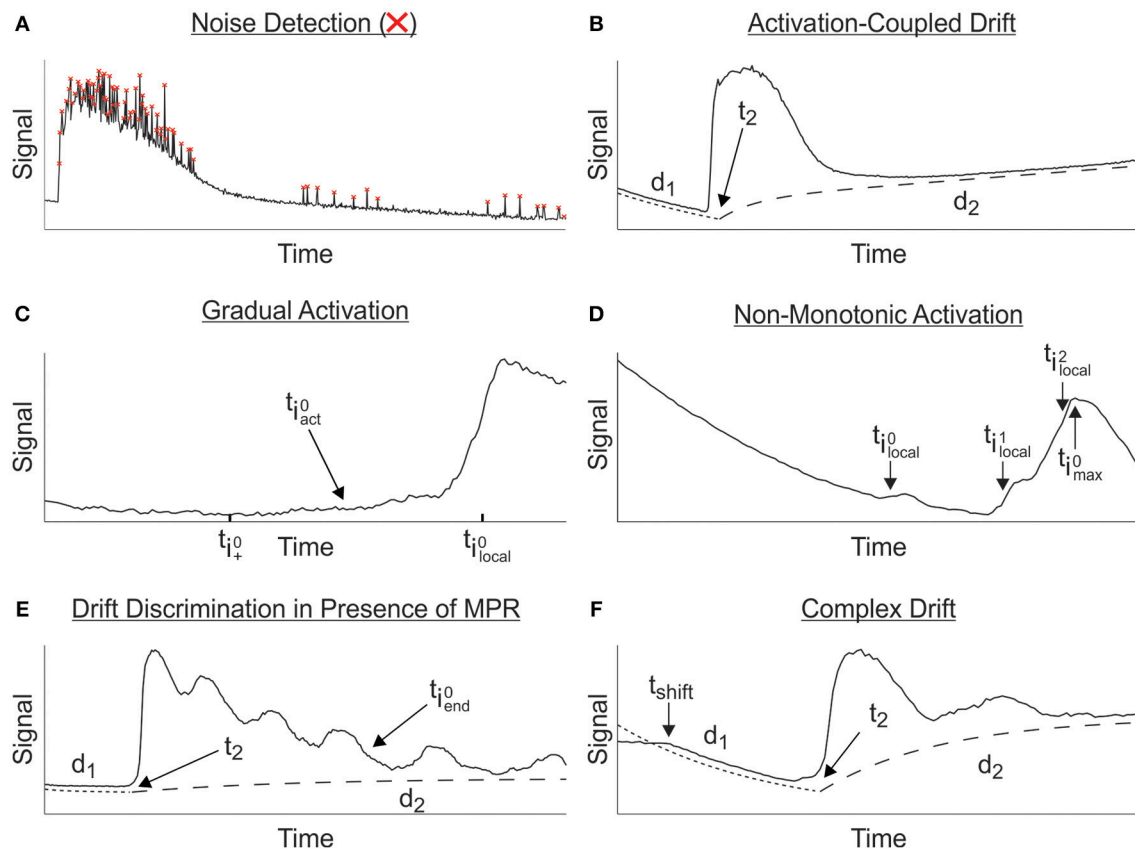 A
Noise Detection (×)
Signal
Time
B
Activation-Coupled Drift
Signal
d1
t2
d2
Time
C
Gradual Activation
Signal
ti0act
ti0+
Time
ti0local
D
Non-Monotonic Activation
Signal
ti0local
ti1local
ti2local
ti0max
Time
E
Drift Discrimination in Presence of MPR
Signal
d1
t2
ti0end
d2
Time
F
Complex Drift
Signal
tshift
d1
t2
d2
Time